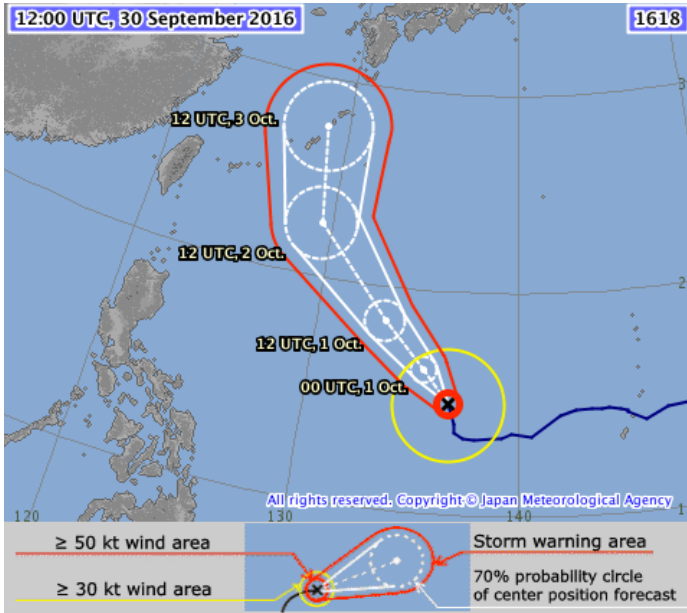 12:00 UTC, 30 September 2016
1618
3
12 UTC, 3 Oct.
12 UTC, 2 Oct.
2
12 UTC, 1 Oct.
00 UTC, 1 Oct.
All rights reserved. Copyright © Japan Meteorological Agency
120
130
140
≥ 50 kt wind area
Storm warning area
≥ 30 kt wind area
70% probability circle
of center position forecast